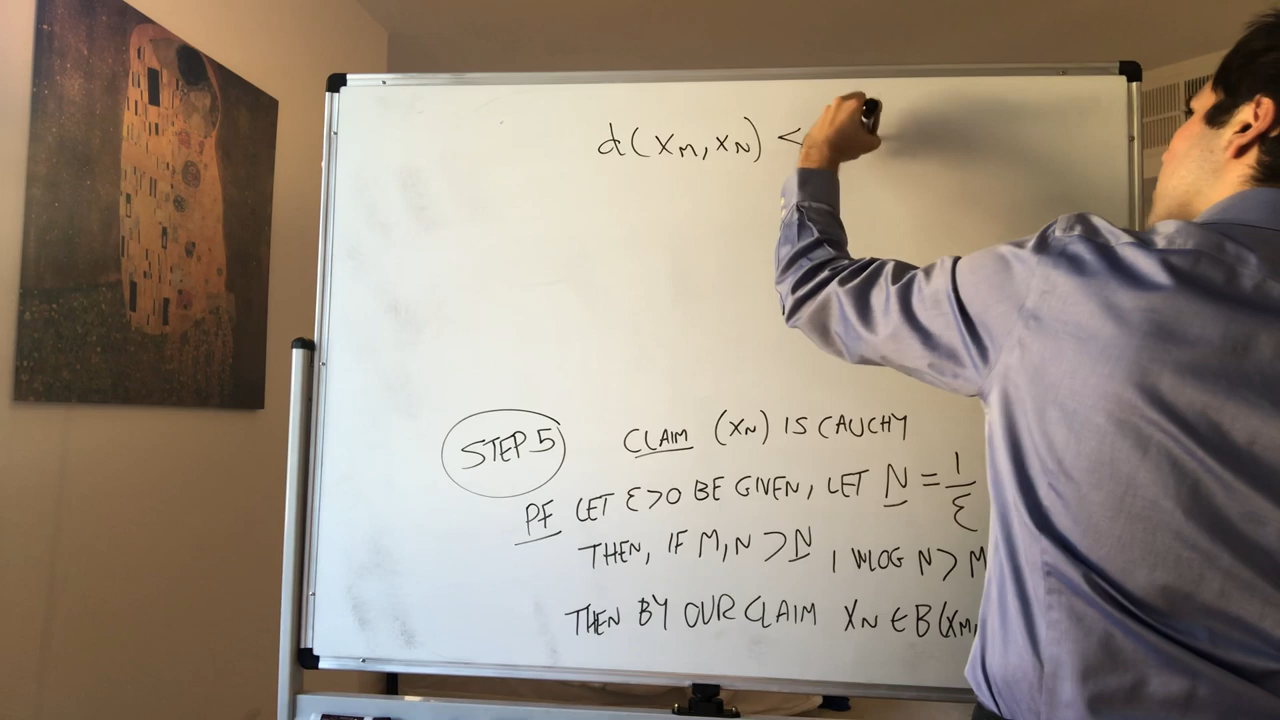 d(xM, xN) <
STEP 5 CLAIM (xN) IS CAUCHY
PF LET ε>0 BE GIVEN, LET N = 1/ε
THEN, IF M, N > N, WLOG N > M
THEN BY OUR CLAIM xN ∈ B(xM,